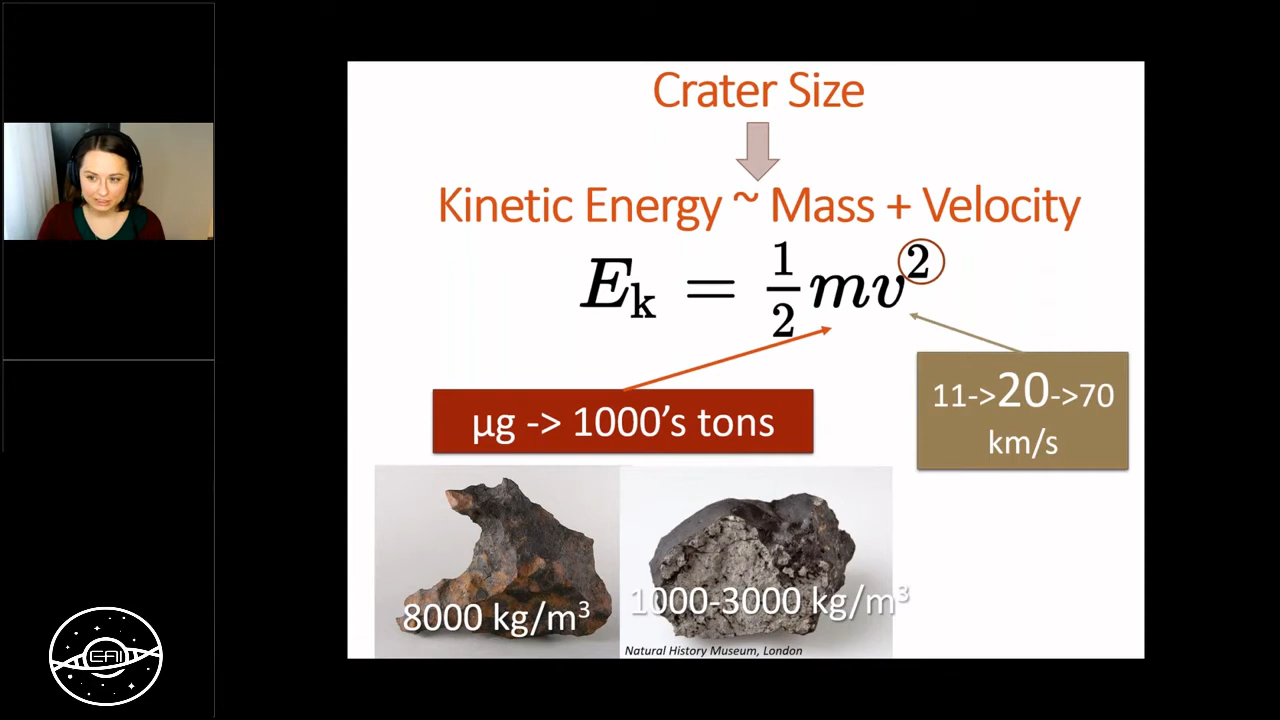 Crater Size
Kinetic Energy ~ Mass + Velocity
E_k = 1/2 mv²
11->20->70
km/s
µg -> 1000’s tons
8000 kg/m³
1000-3000 kg/m³
Natural History Museum, London
EAI